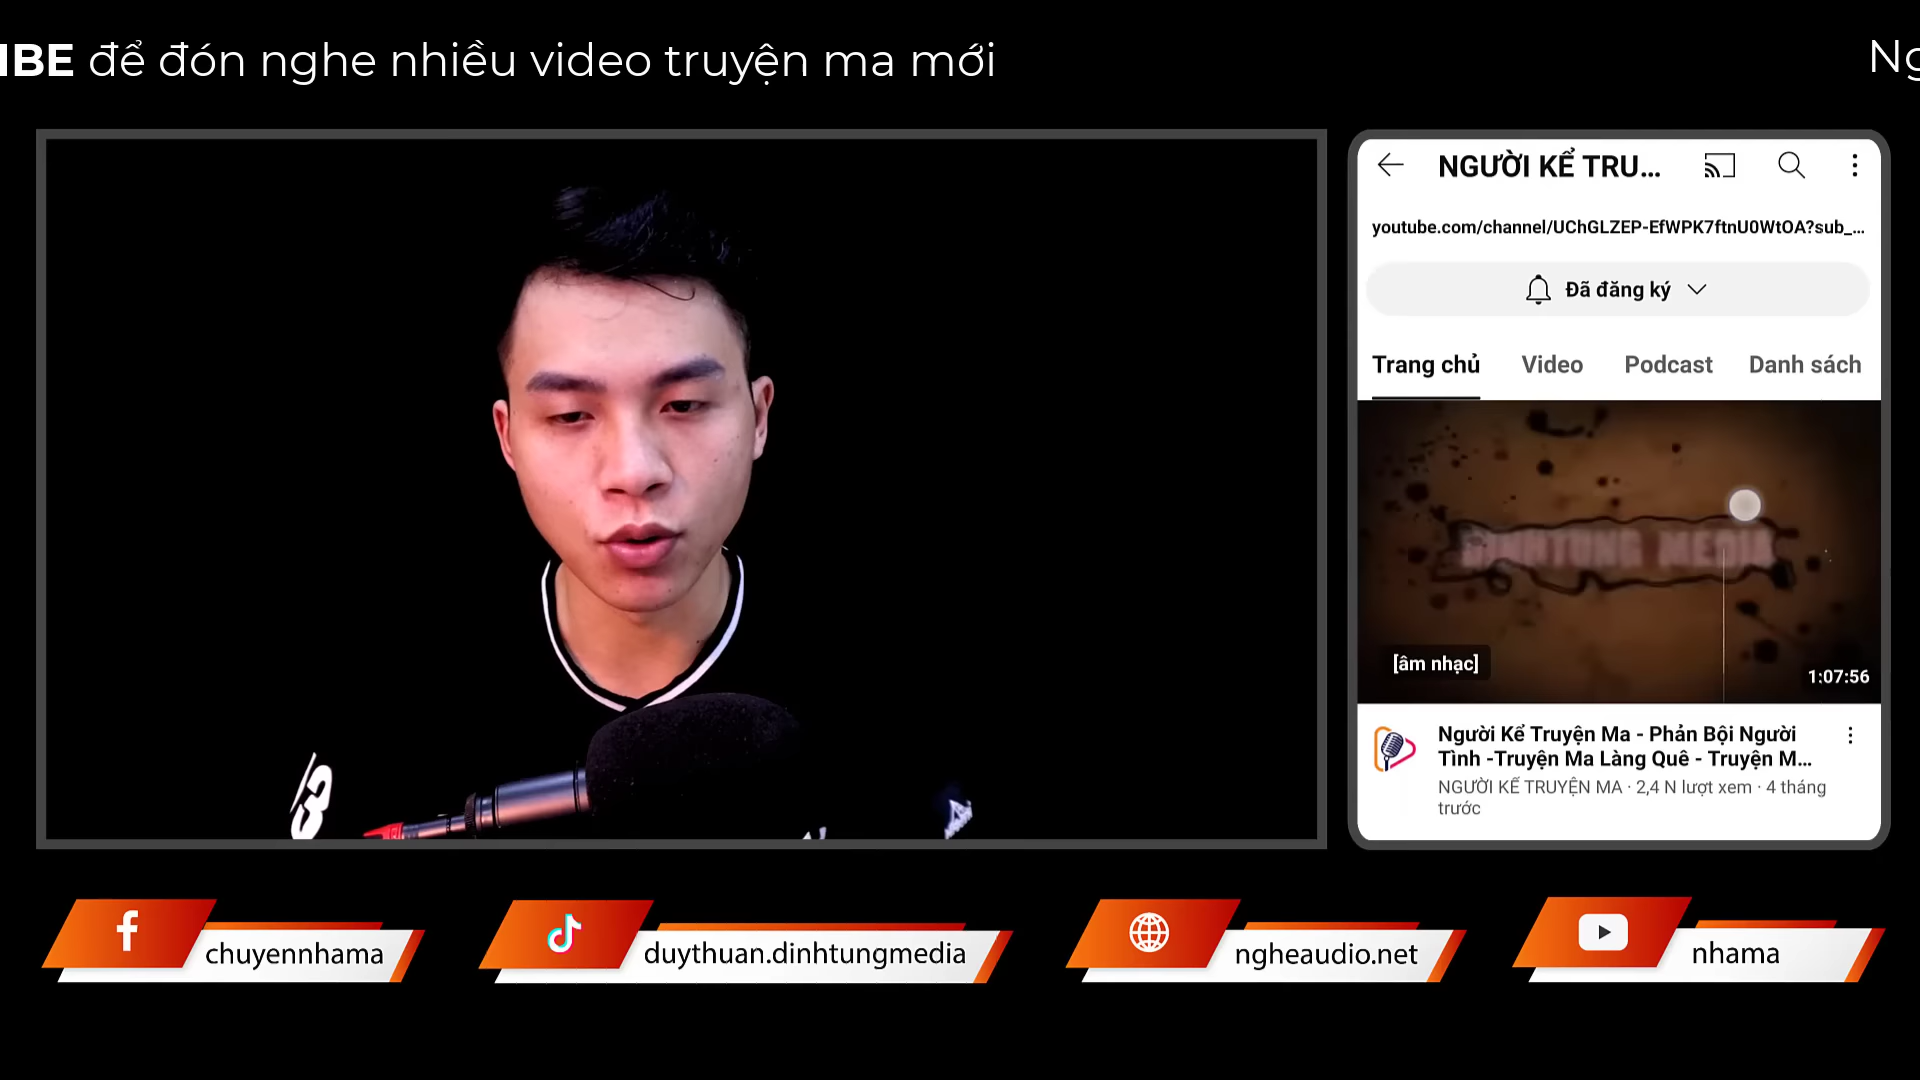 IBE để đón nghe nhiều video truyện ma mới
Ng
NGƯỜI KỂ TRU...
youtube.com/channel/UChGLZEP-EfWPK7ftnU0WtOA?sub_...
Đã đăng ký
Trang chủ Video Podcast Danh sách
DINHTUNG MEDIA
[âm nhạc]
1:07:56
Người Kể Truyện Ma - Phản Bội Người
Tình -Truyện Ma Làng Quê - Truyện M...
NGƯỜI KỂ TRUYỆN MA · 2,4 N lượt xem · 4 tháng
trước
chuyennhama
duythuan.dinhtungmedia
ngheaudio.net
nhama